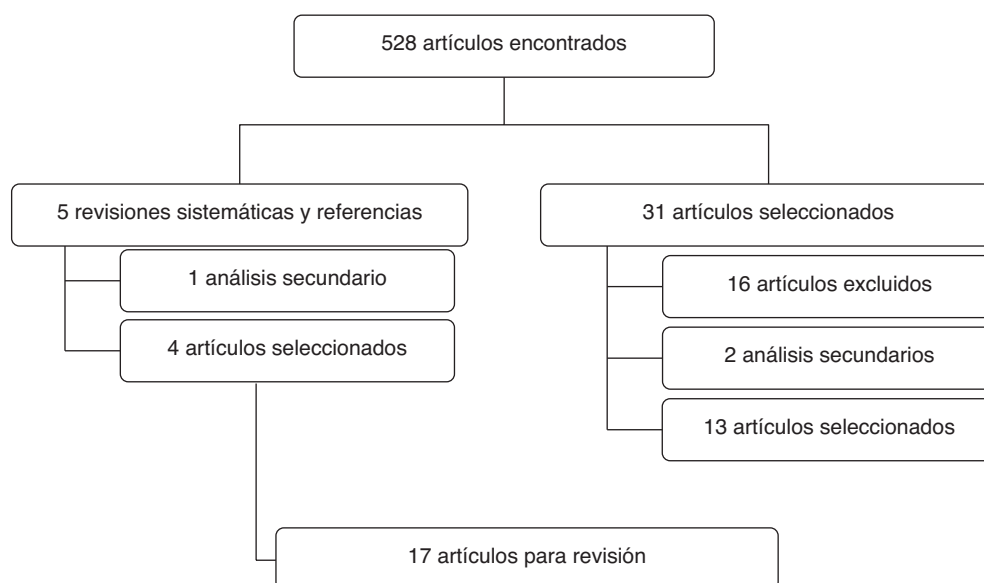 528 artículos encontrados
5 revisiones sistemáticas y referencias
1 análisis secundario
4 artículos seleccionados
31 artículos seleccionados
16 artículos excluidos
2 análisis secundarios
13 artículos seleccionados
17 artículos para revisión